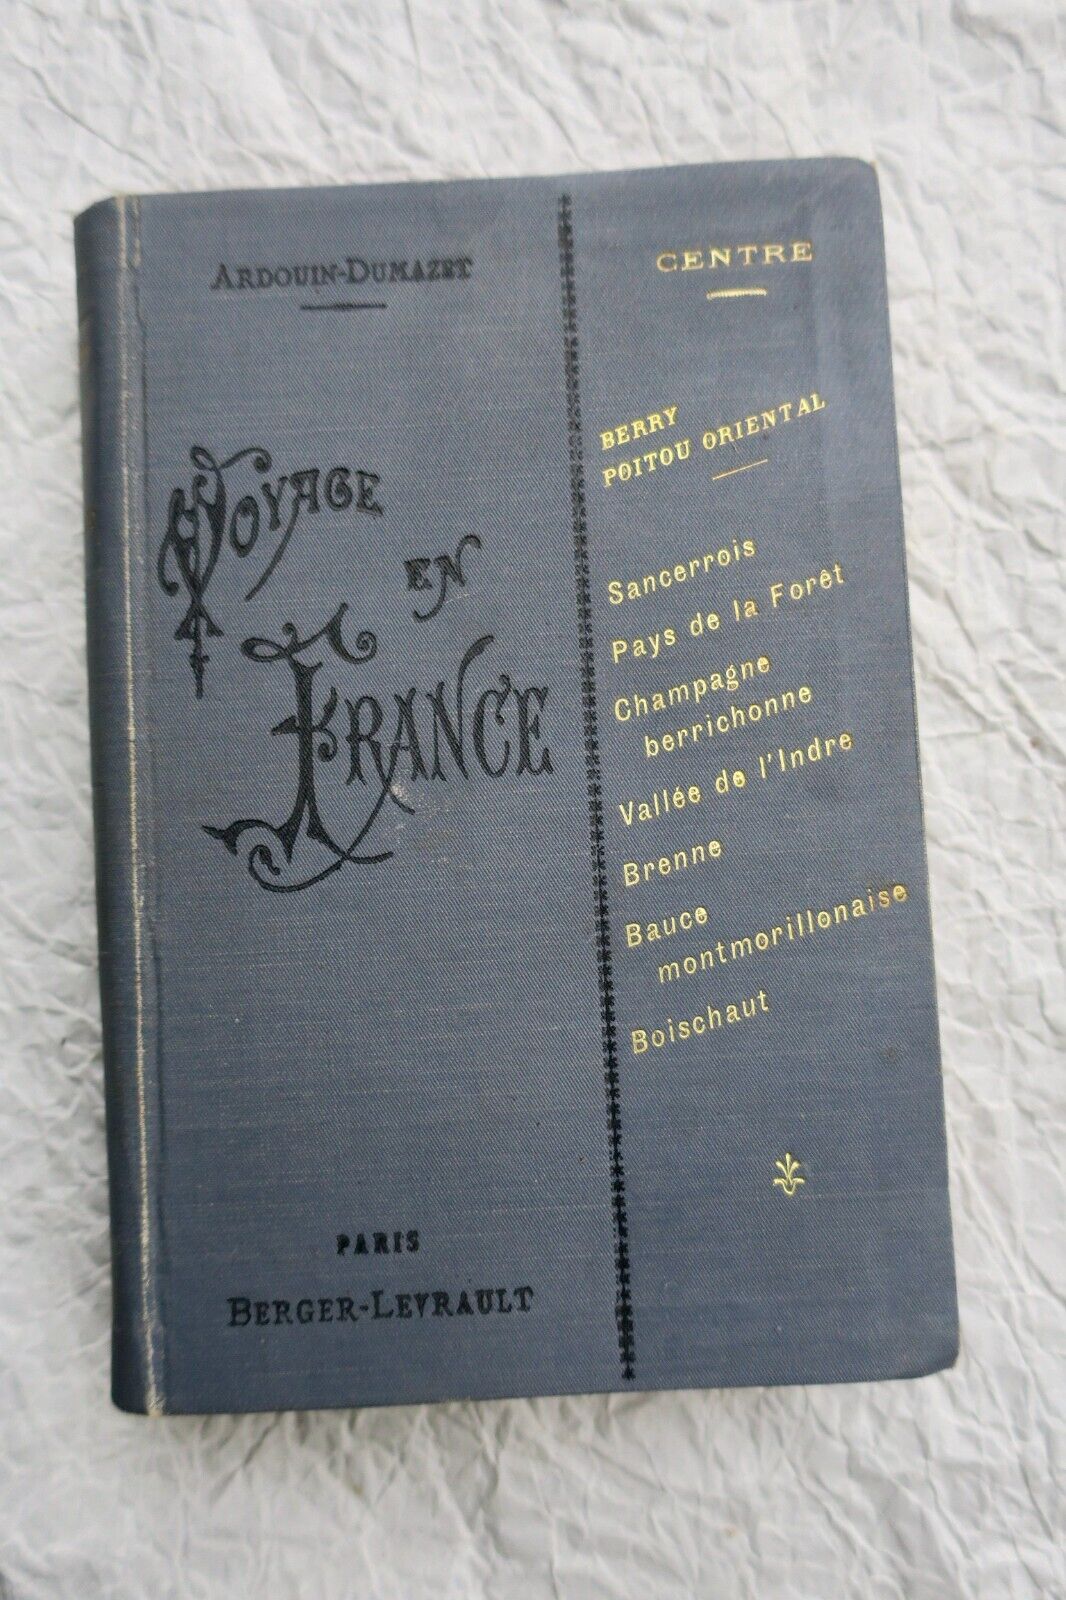 ARDOUIN-DUMAZET
VOYAGE
EN
FRANCE
PARIS
BERGER-LEVRAULT
CENTRE
BERRY
POITOU ORIENTAL
Sancerrois
Pays de la Forêt
Champagne
berrichonne
Vallée de l'Indre
Brenne
Bauce
montmorillonaise
Boischaut